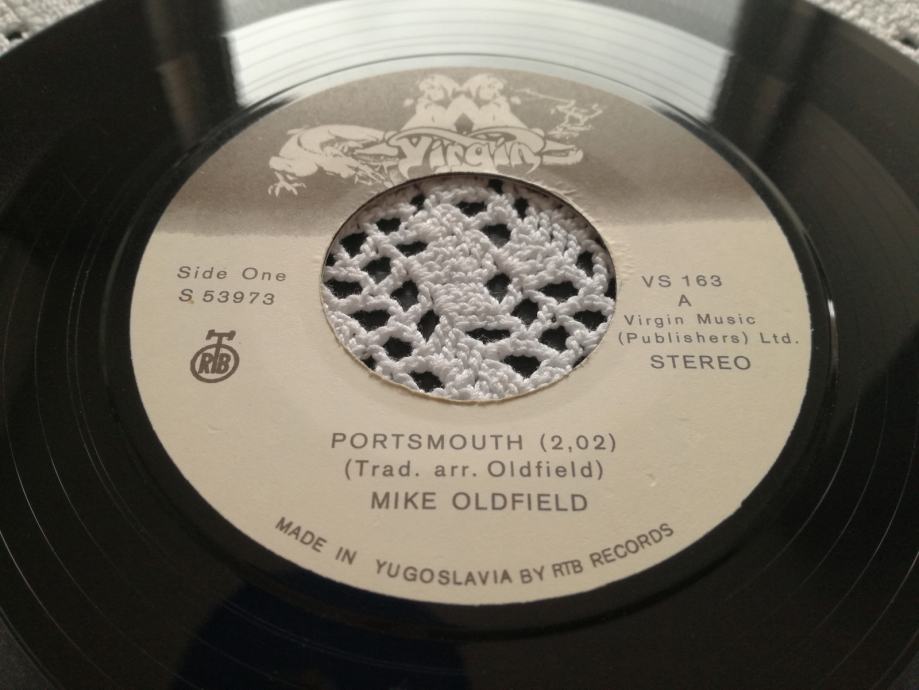 Virgin
Side One
S 53973
RTB
VS 163
A
Virgin Music
(Publishers) Ltd.
STEREO
PORTSMOUTH (2,02)
(Trad. arr. Oldfield)
MIKE OLDFIELD
MADE IN YUGOSLAVIA BY RTB RECORDS